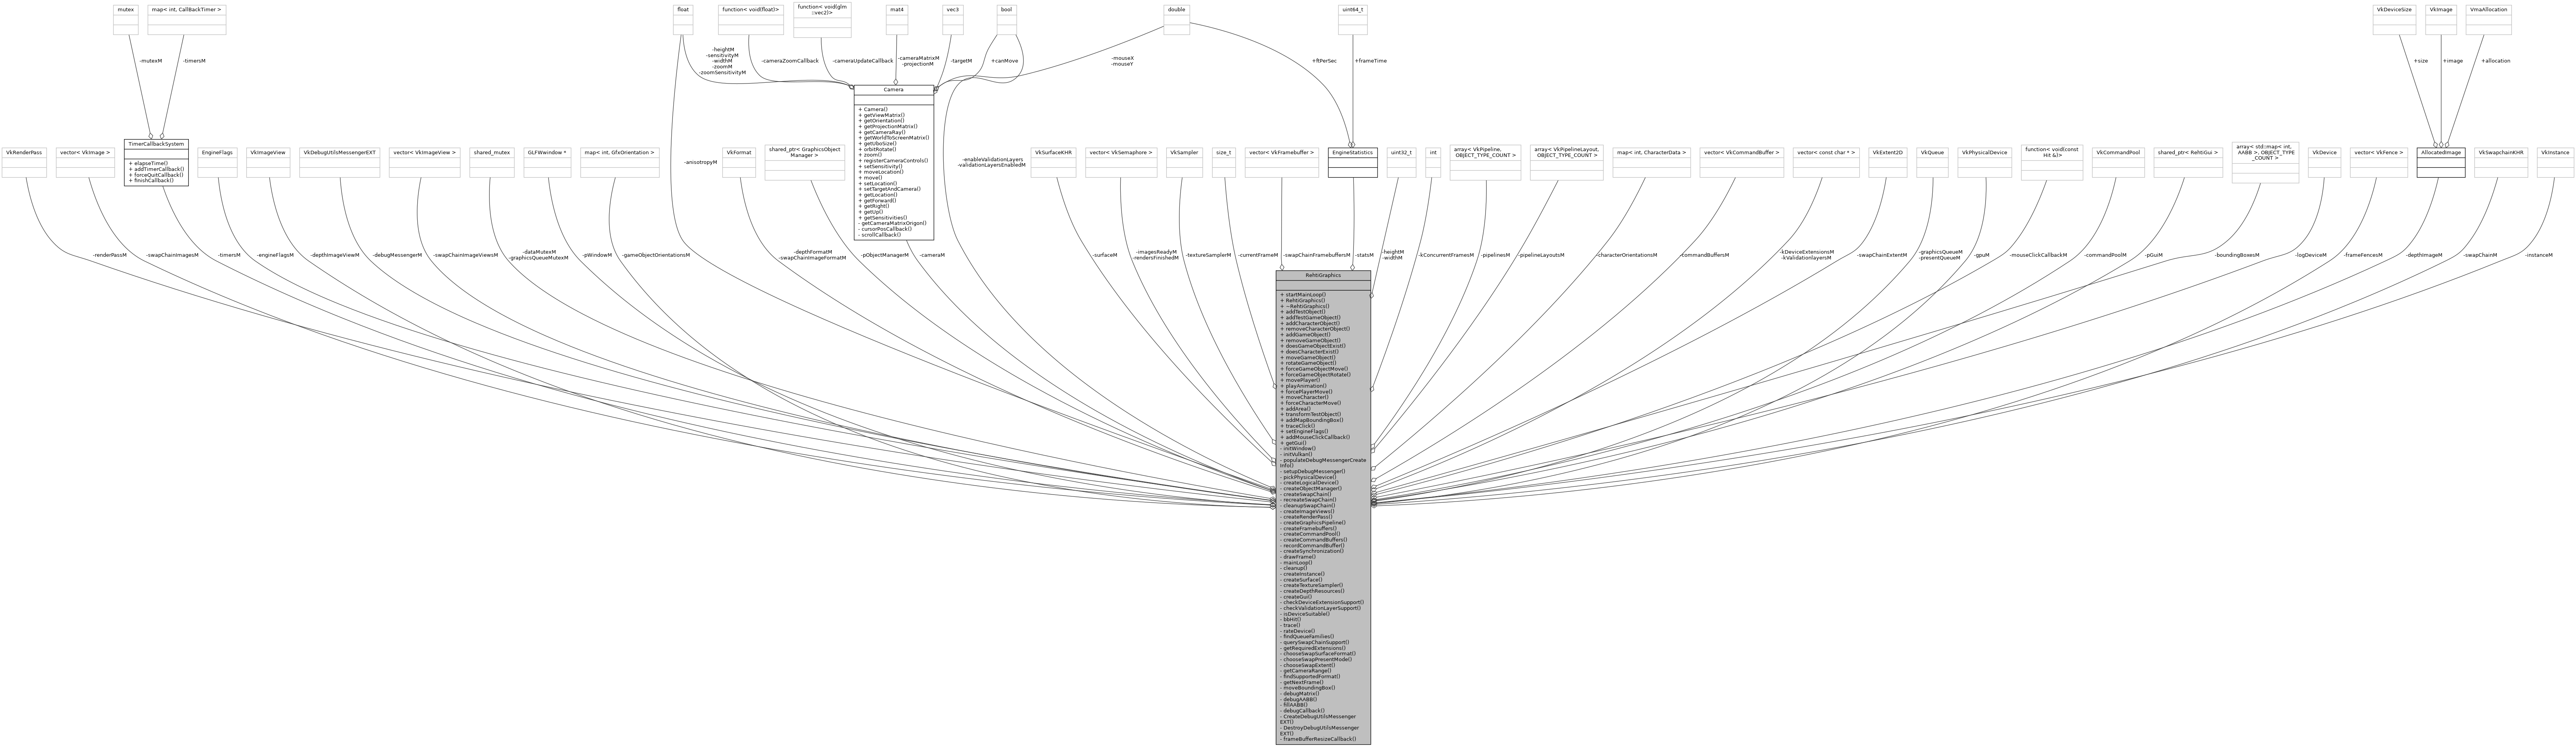 mutex
map< int, CallBackTimer >
float
function< void(float)>
function< void(glm
::vec2)>
mat4
vec3
bool
double
uint64_t
VkDeviceSize
VkImage
VmaAllocation
-mutexM
-timersM
-heightM
-sensitivityM
-widthM
-zoomM
-zoomSensitivityM
-cameraZoomCallback
-cameraUpdateCallback
-cameraMatrixM
-projectionM
-targetM
+canMove
-mouseX
-mouseY
+ftPerSec
+frameTime
+size
+image
+allocation
VkRenderPass
vector< VkImage >
TimerCallbackSystem
+ elapseTime()
+ addTimerCallback()
+ forceQuitCallback()
+ finishCallback()
EngineFlags
VkImageView
VkDebugUtilsMessengerEXT
vector< VkImageView >
shared_mutex
GLFWwindow *
map< int, GfxOrientation >
VkFormat
shared_ptr< GraphicsObject
Manager >
Camera
+ Camera()
+ getViewMatrix()
+ getOrientation()
+ getProjectionMatrix()
+ getCameraRay()
+ getWorldToScreenMatrix()
+ getUboSize()
+ orbitRotate()
+ zoom()
+ registerCameraControls()
+ setSensitivity()
+ moveLocation()
+ move()
+ setLocation()
+ setTargetAndCamera()
+ getLocation()
+ getForward()
+ getRight()
+ getUp()
+ getSensitivities()
- getCameraMatrixOrigon()
- cursorPosCallback()
- scrollCallback()
VkSurfaceKHR
vector< VkSemaphore >
VkSampler
size_t
vector< VkFramebuffer >
EngineStatistics
uint32_t
int
array< VkPipeline,
OBJECT_TYPE_COUNT >
array< VkPipelineLayout,
OBJECT_TYPE_COUNT >
map< int, CharacterData >
vector< VkCommandBuffer >
vector< const char * >
VkExtent2D
VkQueue
VkPhysicalDevice
function< void(const
Hit &)>
VkCommandPool
shared_ptr< RehtiGui >
array< std::map< int,
AABB >, OBJECT_TYPE
_COUNT >
VkDevice
vector< VkFence >
AllocatedImage
VkSwapchainKHR
VkInstance
-renderPassM
-swapChainImagesM
-timersM
-engineFlagsM
-depthImageViewM
-debugMessengerM
-swapChainImageViewsM
-dataMutexM
-graphicsQueueMutexM
-gWindowM
-gameObjectOrientationsM
-anisotropyM
-depthFormatM
-swapChainImageFormatM
-pObjectManagerM
-cameraM
-enableValidationLayers
-validationLayersEnabledM
-surfaceM
-imagesReadyM
-rendersFinishedM
-textureSamplerM
-currentFrameM
-swapChainFramebuffersM
-statsM
-heightM
-widthM
-kConcurrentFramesM
-pipelinesM
-pipelineLayoutsM
-characterOrientationsM
-commandBuffersM
-kDeviceExtensionsM
-kValidationlayersM
-swapChainExtentM
-graphicsQueueM
-presentQueueM
-gpuM
-mouseClickCallbackM
-commandPoolM
-pGuiM
-boundingBoxesM
-logDeviceM
-frameFencesM
-depthImageM
-swapChainM
-instanceM
RehtiGraphics
+ startMainLoop()
+ RehtiGraphics()
+ ~RehtiGraphics()
+ addTestObject()
+ addTestGameObject()
+ addCharacterObject()
+ removeCharacterObject()
+ addGameObject()
+ removeGameObject()
+ doesGameObjectExist()
+ doesCharacterExist()
+ moveGameObject()
+ rotateGameObject()
+ forceGameObjectMove()
+ forceGameObjectRotate()
+ movePlayer()
+ playAnimation()
+ forcePlayerMove()
+ moveCharacter()
+ forceCharacterMove()
+ addArea()
+ transformTestObject()
+ addMapBoundingBox()
+ traceClick()
+ setEngineFlags()
+ addMouseClickCallback()
+ getGui()
- initWindow()
- initVulkan()
- populateDebugMessengerCreate
Info()
- setupDebugMessenger()
- pickPhysicalDevice()
- createLogicalDevice()
- createObjectManager()
- createSwapChain()
- recreateSwapChain()
- cleanupSwapChain()
- createImageViews()
- createRenderPass()
- createGraphicsPipeline()
- createFramebuffers()
- createCommandPool()
- createCommandBuffers()
- recordCommandBuffer()
- createSynchronization()
- drawFrame()
- mainLoop()
- cleanup()
- createInstance()
- createSurface()
- createTextureSampler()
- createDepthResources()
- createGui()
- checkDeviceExtensionSupport()
- checkValidationLayerSupport()
- isDeviceSuitable()
- bbHit()
- trace()
- rateDevice()
- findQueueFamilies()
- querySwapChainSupport()
- getRequiredExtensions()
- chooseSwapSurfaceFormat()
- chooseSwapPresentMode()
- chooseSwapExtent()
- getCameraRange()
- findSupportedFormat()
- getNextFrame()
- moveBoundingBox()
- debugMatrix()
- debugAABB()
- fillAABB()
- debugCallback()
- CreateDebugUtilsMessenger
EXT()
- DestroyDebugUtilsMessenger
EXT()
- frameBufferResizeCallback()